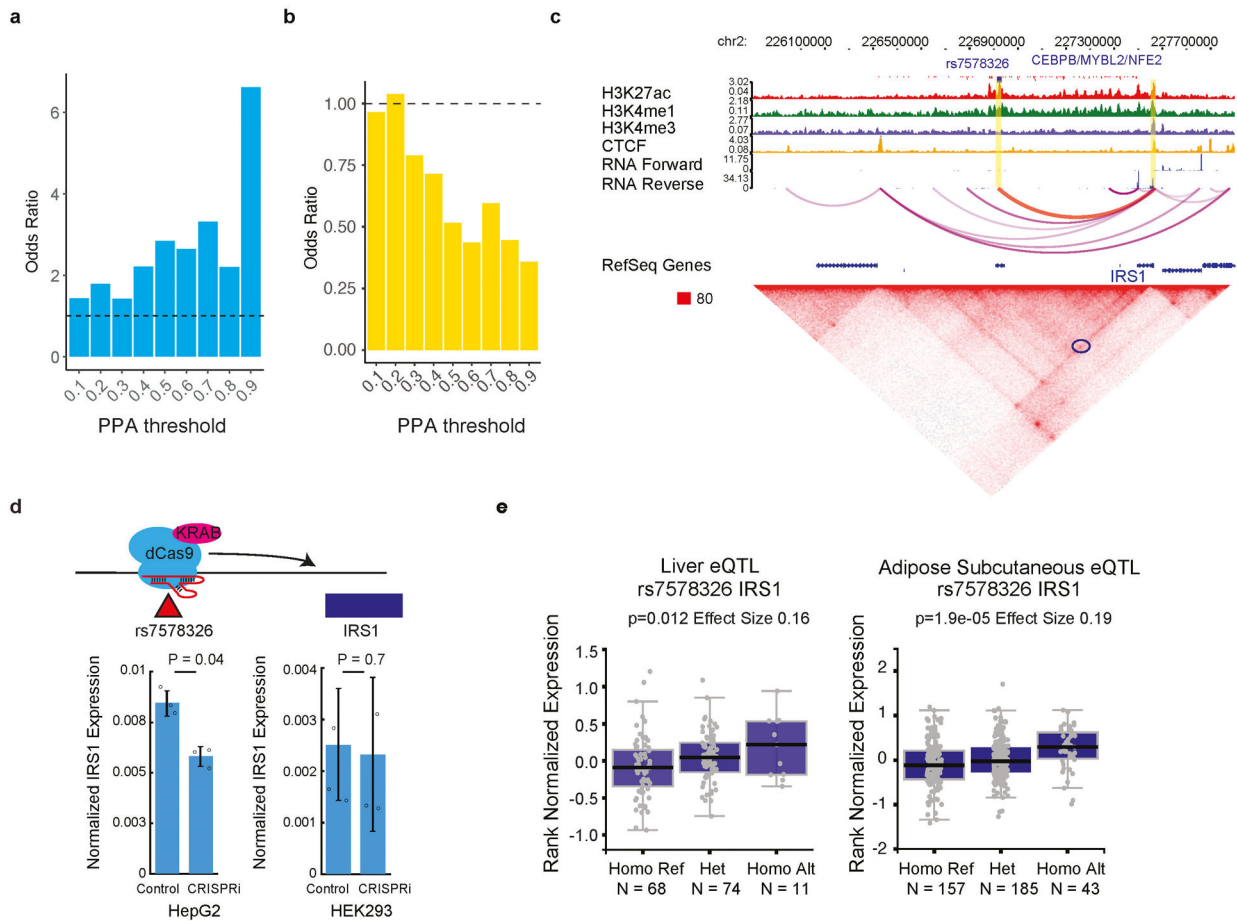 a
Odds Ratio
6
4
2
0
0.1
0.2
0.3
0.4
0.5
0.6
0.7
0.8
0.9
PPA threshold
b
Odds Ratio
1.00
0.75
0.50
0.25
0.00
0.1
0.2
0.3
0.4
0.5
0.6
0.7
0.8
0.9
PPA threshold
c
chr2: 226100000 226500000 226900000 227300000 227700000
rs7578326 CEBPB/MYBL2/NFE2
3.02
H3K27ac
0.04
2.18
H3K4me1
0.11
2.77
H3K4me3
0.07
4.03
CTCF
0.08
11.75
RNA Forward
0
34.13
RNA Reverse
0
RefSeq Genes
IRS1
80
d
KRAB
dCas9
rs7578326
IRS1
Normalized IRS1 Expression
P = 0.04
0.01
0.008
0.006
0.003
0
Control CRISPRi
HepG2
Normalized IRS1 Expression
P = 0.7
0.004
0.003
0.002
0.001
0
Control CRISPRi
HEK293
e
Liver eQTL
rs7578326 IRS1
p=0.012 Effect Size 0.16
Rank Normalized Expression
1.5
1.0
0.5
0.0
-0.5
-1.0
Homo Ref Het Homo Alt
N = 68 N = 74 N = 11
Adipose Subcutaneous eQTL
rs7578326 IRS1
p=1.9e-05 Effect Size 0.19
Rank Normalized Expression
2
1
0
-1
-2
Homo Ref Het Homo Alt
N = 157 N = 185 N = 43